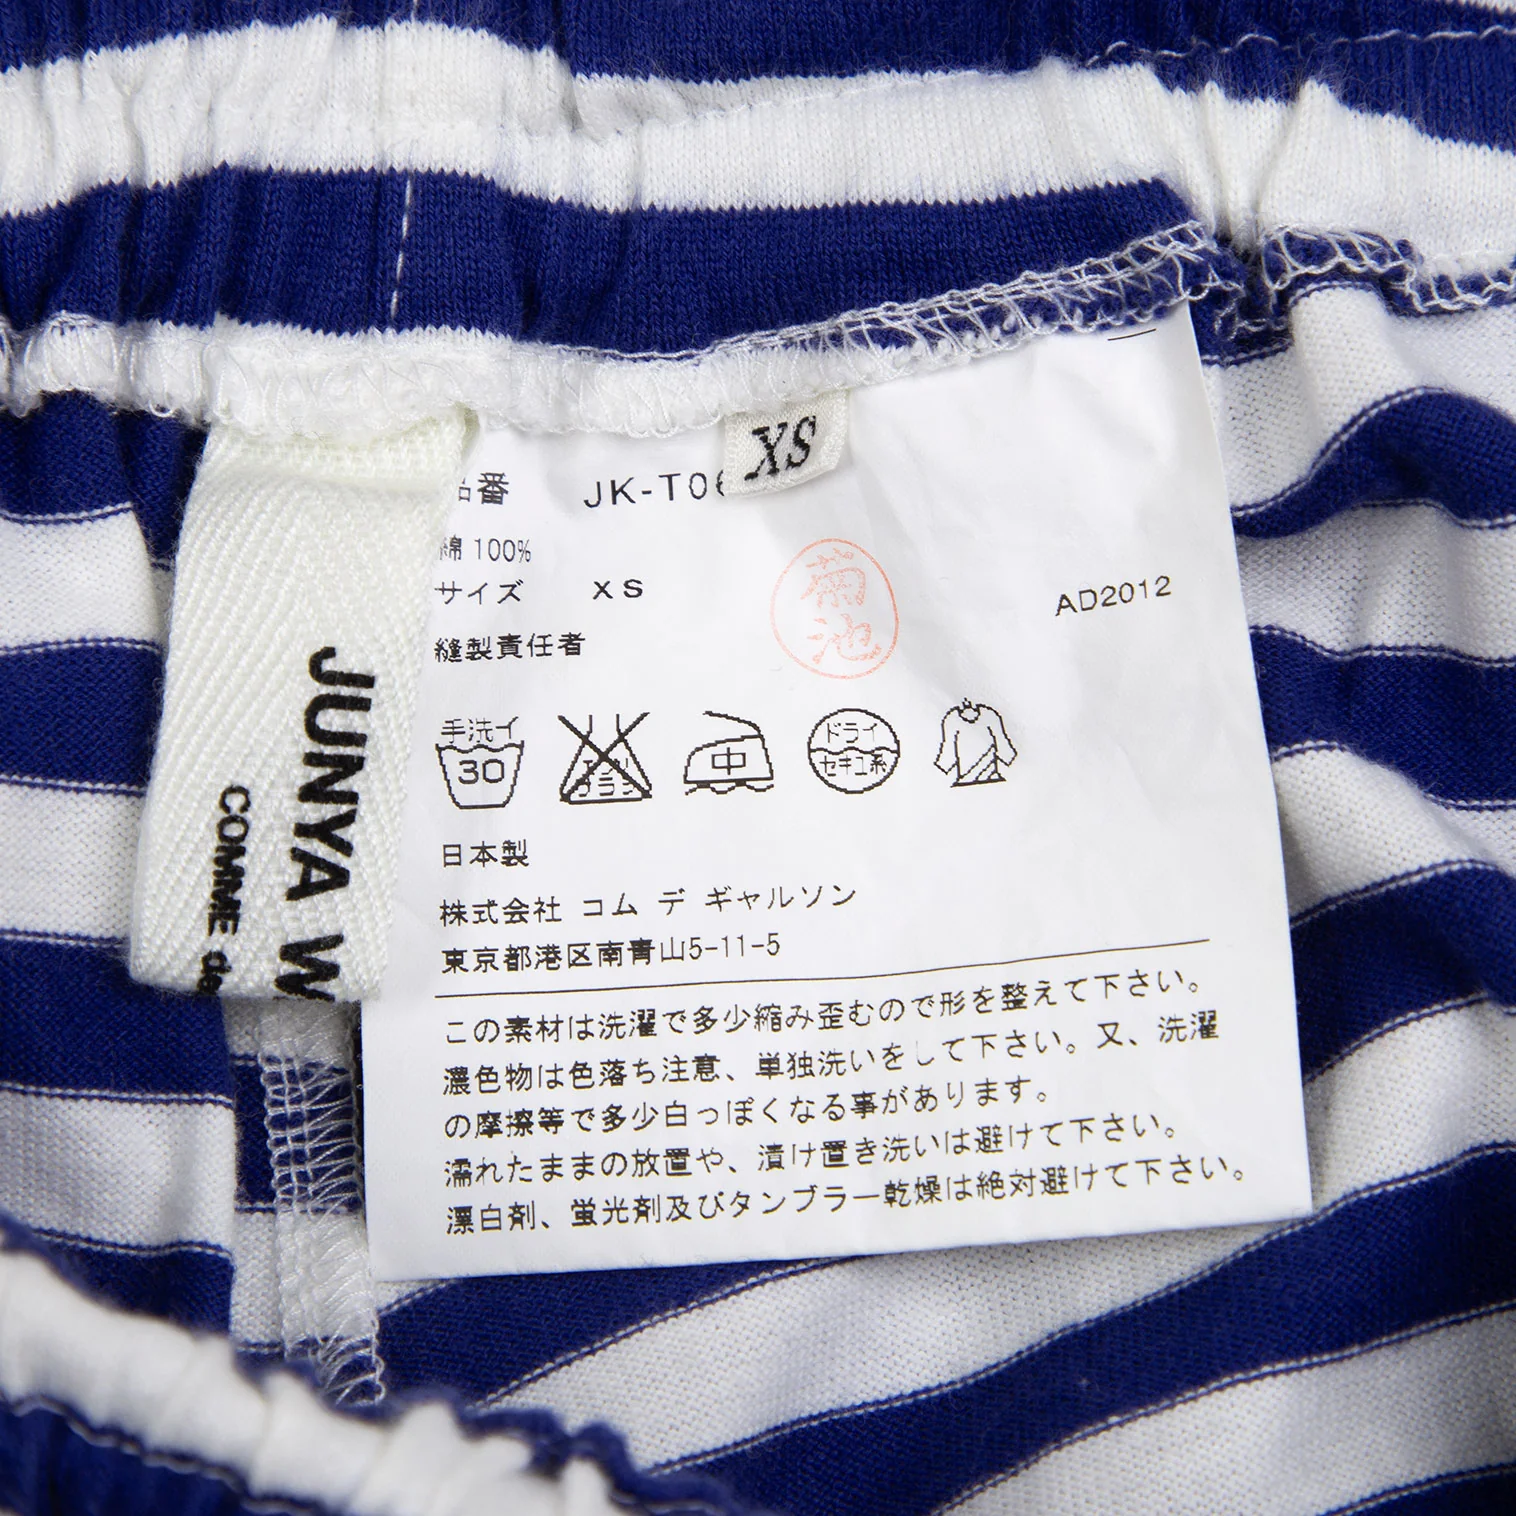 XS
品番 JK-T06
綿 100%
サイズ XS
AD2012
縫製責任者
菊池
手洗イ
30
中
ドライ
セキユ系
日本製
株式会社 コム デ ギャルソン
東京都港区南青山5-11-5
この素材は洗濯で多少縮み歪むので形を整えて下さい。
濃色物は色落ち注意、単独洗いをして下さい。又、洗濯
の摩擦等で多少白っぽくなる事があります。
濡れたままの放置や、漬け置き洗いは避けて下さい。
漂白剤、蛍光剤及びタンブラー乾燥は絶対避けて下さい。
JUNYA W
COMME de